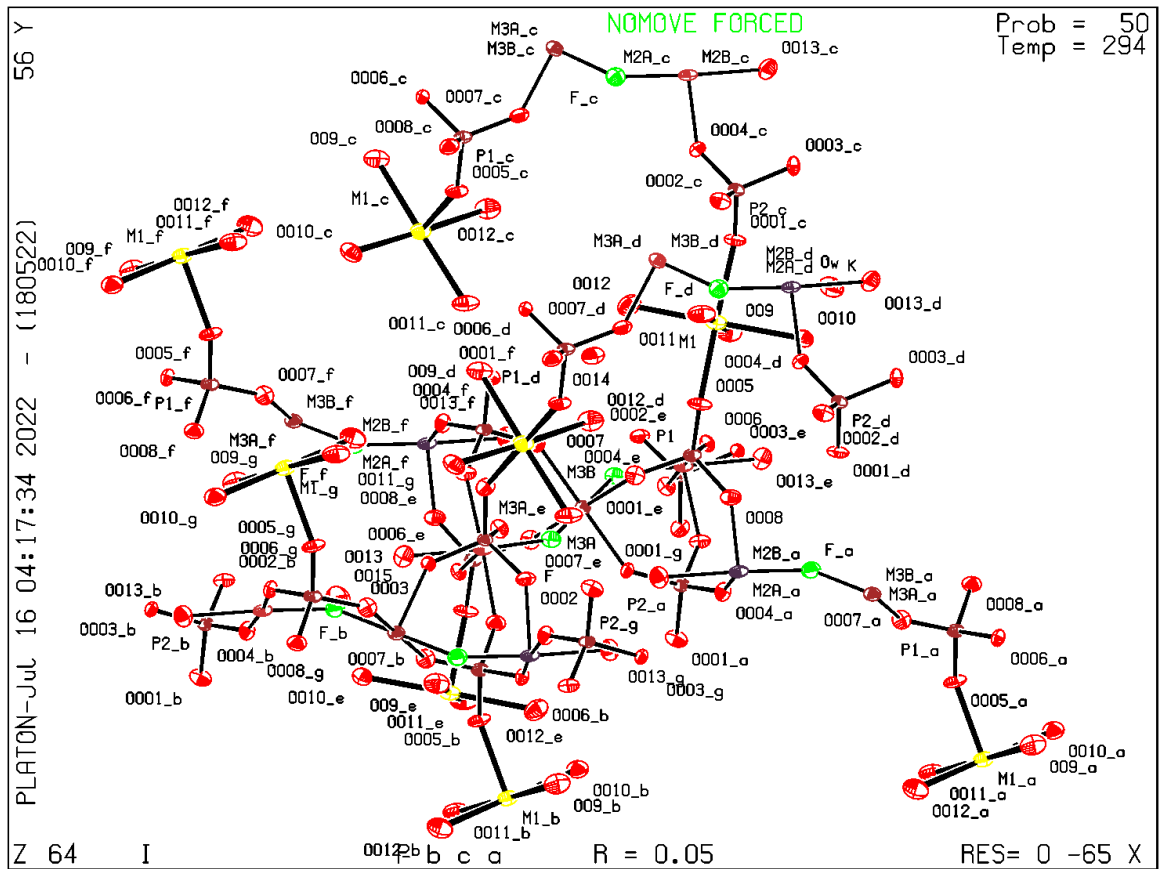 NOMOVE FORCED
Prob = 50
Temp = 294
PLATON-Jul 16 04:17:34 2022 - (180522)
56 Y
M3A_c
M3B_c
M2A_c
M2B_c
0013_c
F_c
0006_c
0007_c
0008_c
009_c
P1_c
0005_c
0004_c
0003_c
0002_c
P2_c
0001_c
M1_c
0010_c
0012_c
0011_c
0012_f
0011_f
M1_f
009_f
0010_f
M3A_d
M3B_d
M2B_d
M2A_d
Ow K
0013_d
F_d
0012
009
0010
0011
M1
0007_d
0006_d
0001_f
009_d
P1_d
0014
0004_f
0013_f
0004_d
0003_d
0005
0012_d
0002_e
0006
P2_d
0002_d
0001_d
0005_f
0007_f
0006_f
P1_f
M3B_f
0008_f
M2B_f
M3A_f
M2A_f
009_g
F_f
M1_g
0011_g
0008_e
0007
P1
0003_e
0004_e
M3B
0013_e
M3A_e
0001_e
0008
0010_g
0005_g
0006_g
0002_b
0006_e
0013
0015
0003
M3A
0007_e
0001_g
F
0002
M2B_a
F_a
M2A_a
M3B_a
M3A_a
0008_a
P2_a
0004_a
0007_a
P1_a
0006_a
0013_b
0003_b
P2_b
F_b
0004_b
0008_g
0007_b
P2_g
0001_a
0013_g
0003_g
0001_b
0010_e
009_e
0011_e
0006_b
0005_b
0012_e
0005_a
0010_a
009_a
M1_a
0011_a
0012_a
0010_b
009_b
M1_b
0011_b
0012_b
Z 64 I P b c a R = 0.05 RES= 0 -65 X